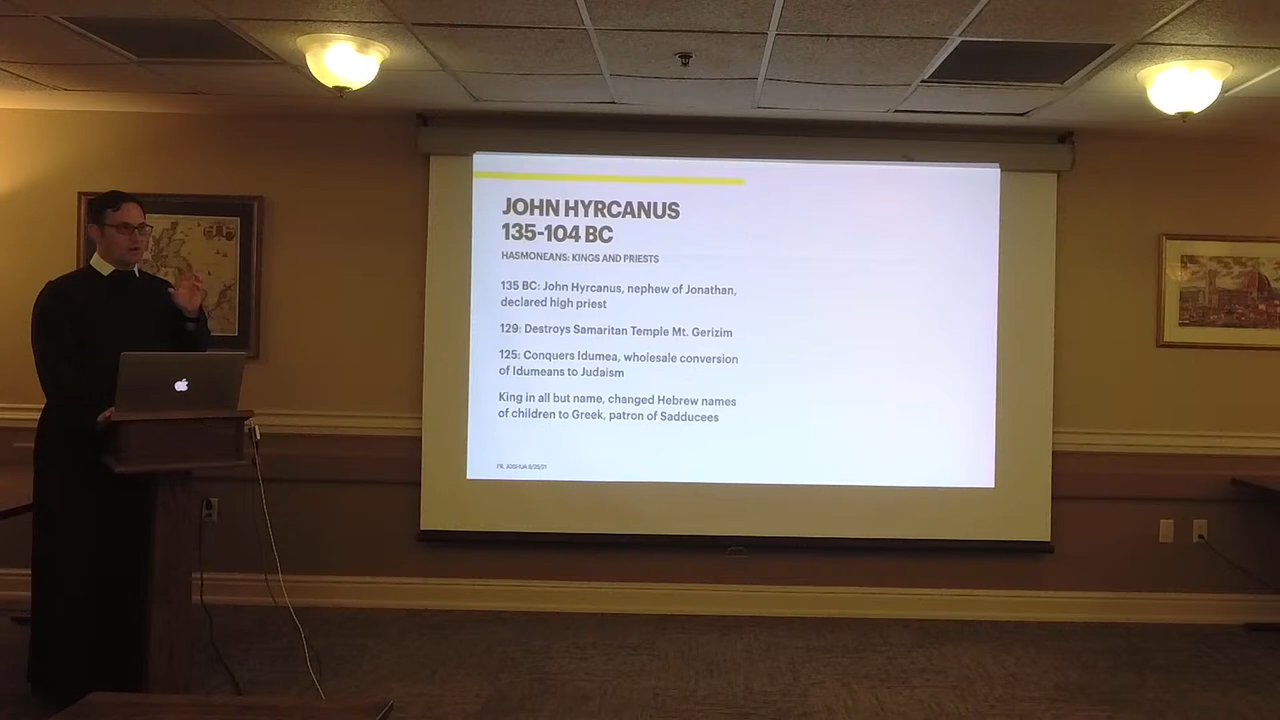 JOHN HYRCANUS
135-104 BC
HASMONEANS: KINGS AND PRIESTS
135 BC: John Hyrcanus, nephew of Jonathan,
declared high priest
129: Destroys Samaritan Temple Mt. Gerizim
125: Conquers Idumea, wholesale conversion
of Idumeans to Judaism
King in all but name, changed Hebrew names
of children to Greek, patron of Sadducees
FR. JOSHUA